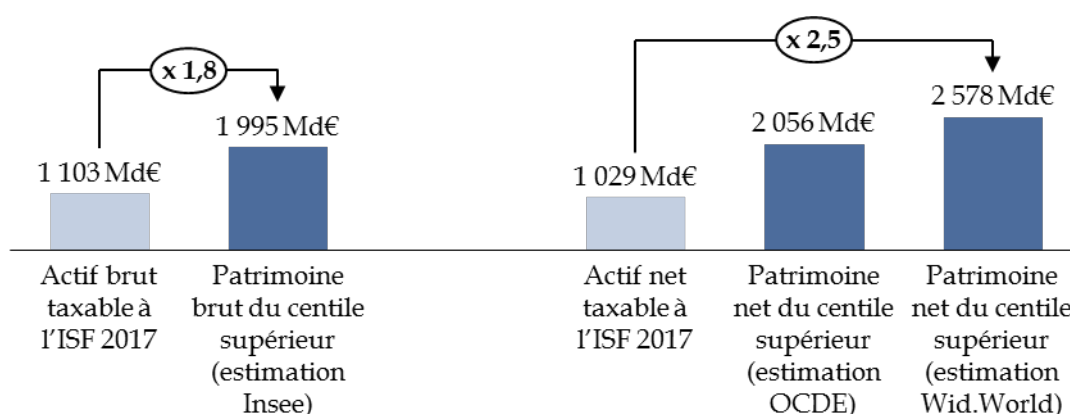 x 1,8
x 2,5
1 103 Md€
1 995 Md€
1 029 Md€
2 056 Md€
2 578 Md€
Actif brut
taxable à
l'ISF 2017
Patrimoine
brut du centile
supérieur
(estimation
Insee)
Actif net
taxable à
l'ISF 2017
Patrimoine
net du centile
supérieur
(estimation
OCDE)
Patrimoine
net du centile
supérieur
(estimation
Wid.World)